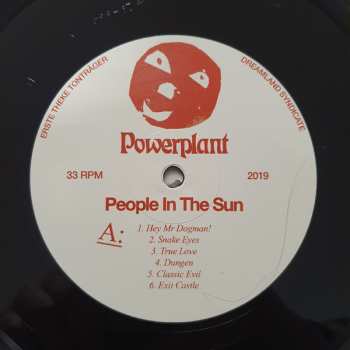 ERSTE THEKE TONTRÄGER
DREAMLAND SYNDICATE
Powerplant
33 RPM
2019
People In The Sun
A:
1. Hey Mr Dogman!
2. Snake Eyes
3. True Love
4. Dungen
5. Classic Evil
6. Exit Castle